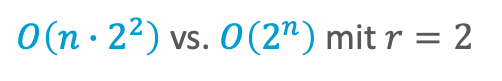 O(n · 2²) vs. O(2ⁿ) mit r = 2